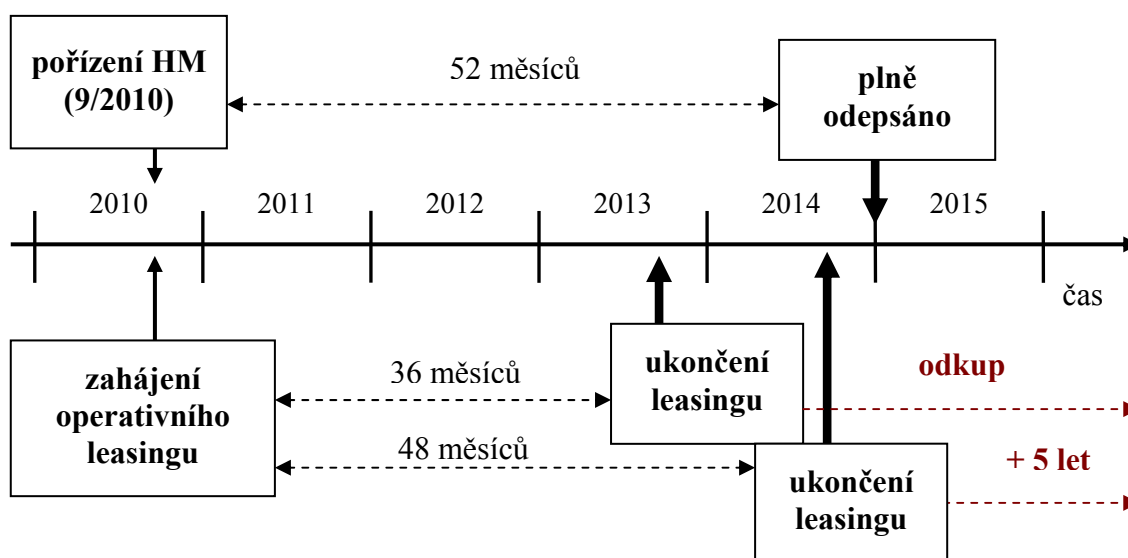 pořízení HM
(9/2010)
52 měsíců
plně
odepsáno
2010
2011
2012
2013
2014
2015
čas
zahájení
operativního
leasingu
36 měsíců
48 měsíců
ukončení
leasingu
odkup
ukončení
leasingu
+ 5 let